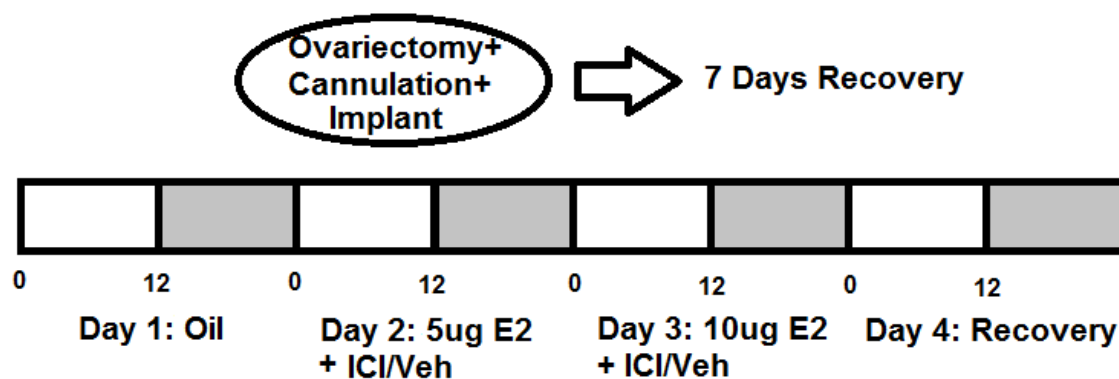 Ovariectomy+
Cannulation+
Implant
7 Days Recovery
0 12 0 12 0 12 0 12
Day 1: Oil
Day 2: 5ug E2
+ ICI/Veh
Day 3: 10ug E2
+ ICI/Veh
Day 4: Recovery